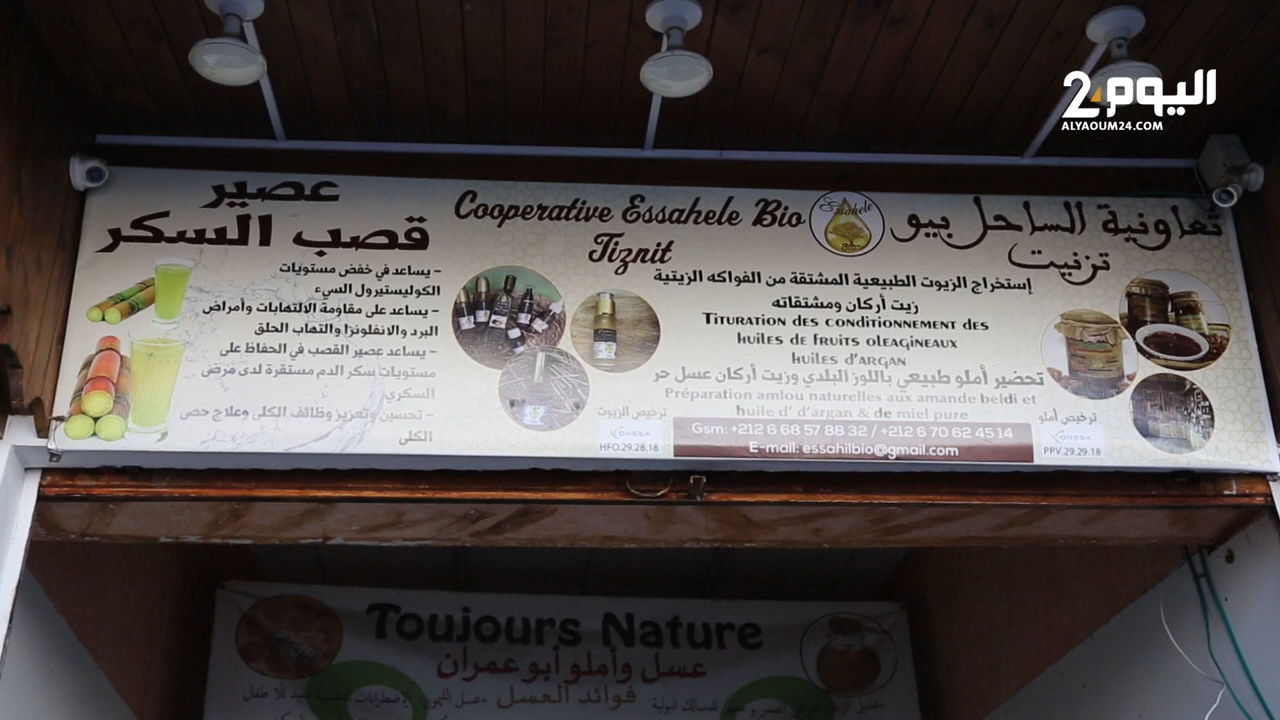 اليوم24
ALYAOUM24.COM
تعاونية الساحل بيو
تزنيت
Essahele
Bio
Cooperative Essahele Bio
Tiznit
إستخراج الزيوت الطبيعية المشتقة من الفواكه الزيتية
زيت أركان ومشتقاته
Tituration des conditionnement des
huiles de fruits oleagineaux
huiles d'argan
تحضير أملو طبيعي باللوز البلدي وزيت أركان عسل حر
Préparation amlou naturelles aux amande beldi et
huile d' d'argan & de miel pure
Gsm: +212 6 68 57 88 32 / +212 6 70 62 45 14
E-mail: essahilbio@gmail.com
ترخيص أملو
ONSSA
PPV.29.29.18
ترخيص الزيوت
ONSSA
HFO.29.28.18
عصير
قصب السكر
- يساعد في خفض مستويات
الكوليستيرول السيء
- يساعد على مقاومة الالتهابات وأمراض
البرد والانفلونزا والتهاب الحلق
- يساعد عصير القصب في الحفاظ على
مستويات سكر الدم مستقرة لدى مرضى
السكري
- تحسين وتعزيز وظائف الكلى وعلاج حصى
الكلى
Toujours Nature
عسل وأملو أبو عمران
فوائد العسل